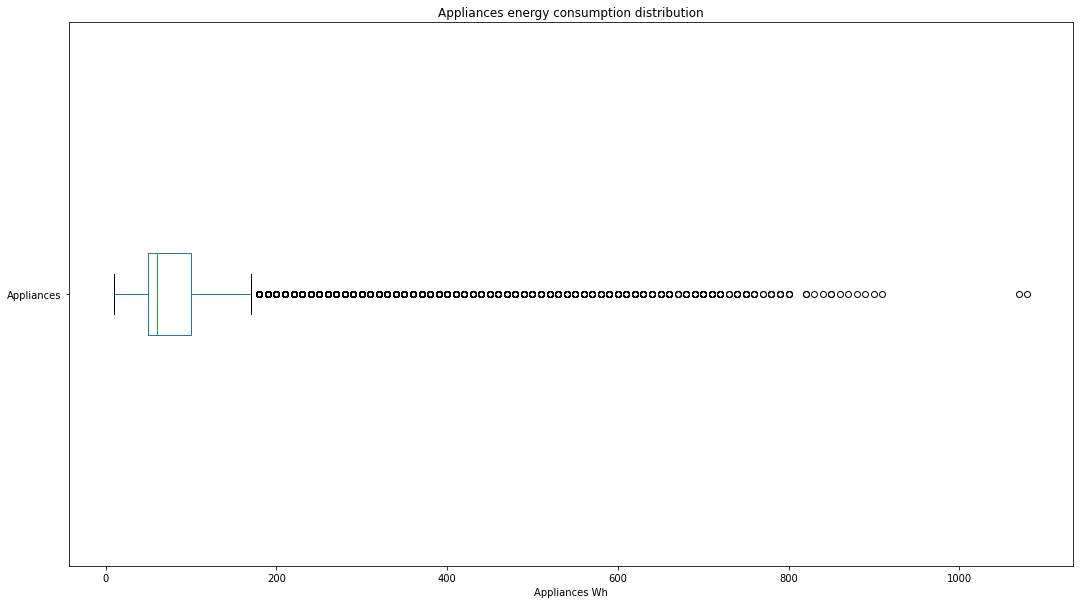 Appliances energy consumption distribution
Appliances
0 200 400 600 800 1000
Appliances Wh